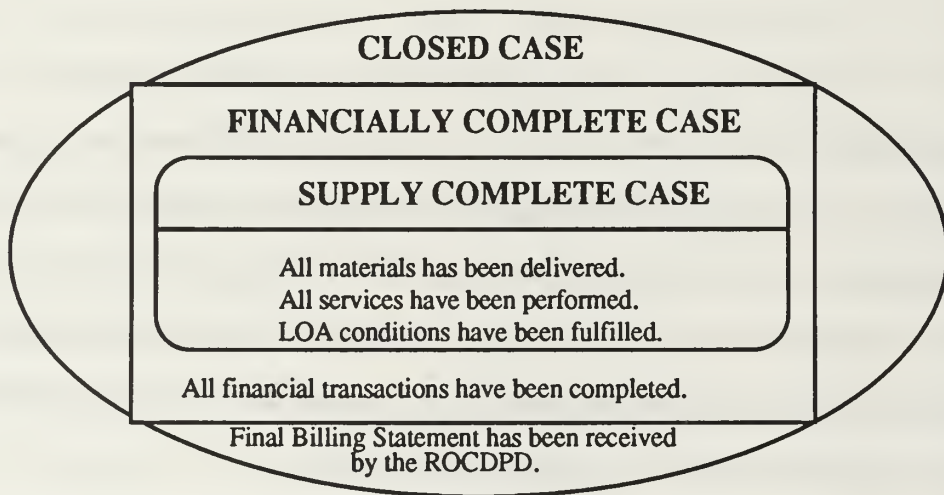 CLOSED CASE
FINANCIALLY COMPLETE CASE
SUPPLY COMPLETE CASE
All materials has been delivered.
All services have been performed.
LOA conditions have been fulfilled.
All financial transactions have been completed.
Final Billing Statement has been received
by the ROCDPD.